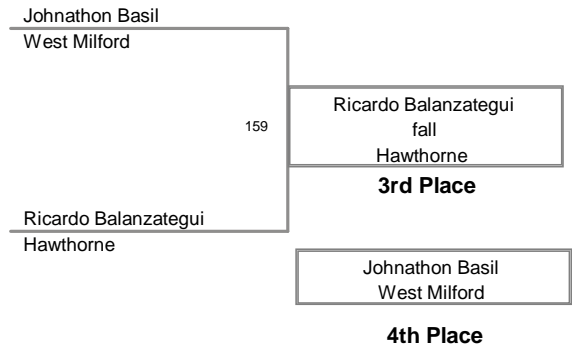 Johnathon Basil
West Milford
159
Ricardo Balanzategui
fall
Hawthorne
3rd Place
Ricardo Balanzategui
Hawthorne
Johnathon Basil
West Milford
4th Place